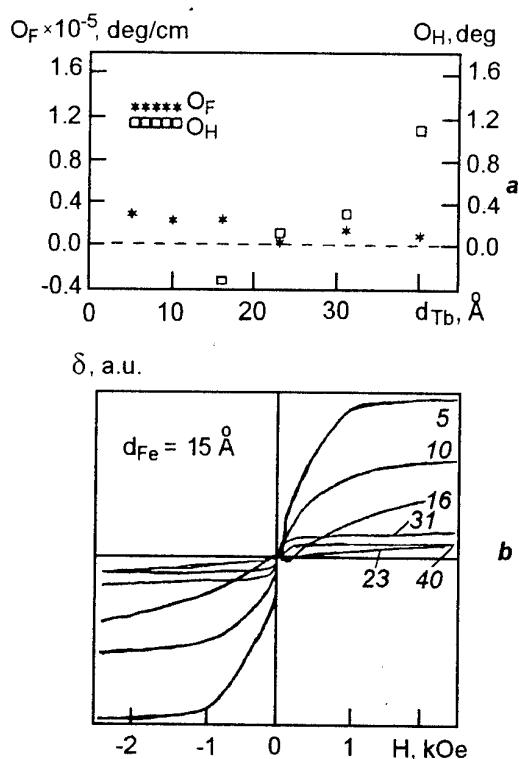 O_F ×10⁻⁵, deg/cm O_H, deg
1.6 1.6
***** O_F
□□□□□ O_H
1.2 1.2
0.8 0.8
0.4 0.4
a
0.0 0.0
-0.4
0 10 20 30 d_Tb, Å
δ, a.u.
5
d_Fe = 15 Å
10
16
31
b
23 40
-2 -1 0 1 H, kOe